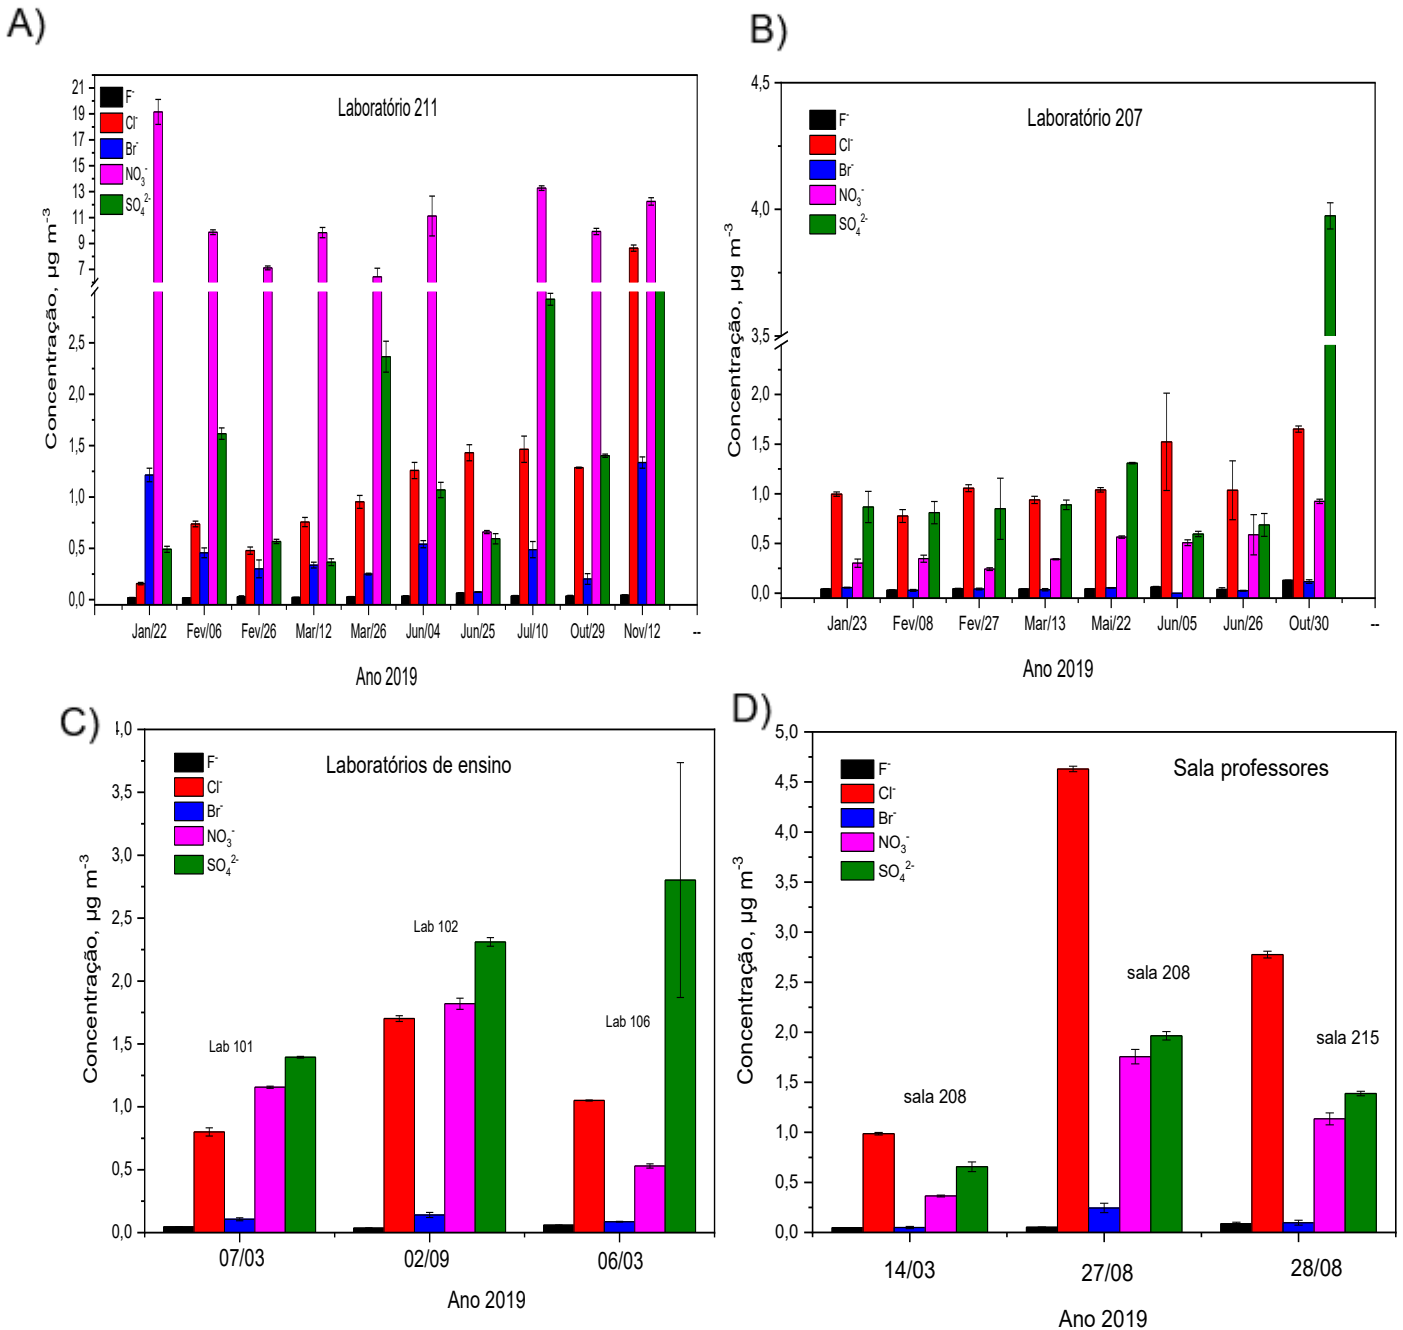 A)
Laboratório 211
F⁻
Cl⁻
Br⁻
NO₃⁻
SO₄²⁻
Concentração, µg m⁻³
21
19
17
15
13
11
9
7
2,5
2,0
1,5
1,0
0,5
0,0
Jan/22 Fev/06 Fev/26 Mar/12 Mar/26 Jun/04 Jun/25 Jul/10 Out/29 Nov/12 --
Ano 2019
B)
Laboratório 207
F⁻
Cl⁻
Br⁻
NO₃⁻
SO₄²⁻
Concentração, µg m⁻³
4,5
4,0
3,5
2,0
1,5
1,0
0,5
0,0
Jan/23 Fev/08 Fev/27 Mar/13 Mai/22 Jun/05 Jun/26 Out/30 --
Ano 2019
C)
Laboratórios de ensino
F⁻
Cl⁻
Br⁻
NO₃⁻
SO₄²⁻
Concentração, µg m⁻³
3,5
3,0
2,5
2,0
1,5
1,0
0,5
0,0
Lab 101
Lab 102
Lab 106
07/03 02/09 06/03
Ano 2019
D)
Sala professores
F⁻
Cl⁻
Br⁻
NO₃⁻
SO₄²⁻
Concentração, µg m⁻³
5,0
4,5
4,0
3,5
3,0
2,5
2,0
1,5
1,0
0,5
0,0
sala 208
sala 208
sala 215
14/03 27/08 28/08
Ano 2019